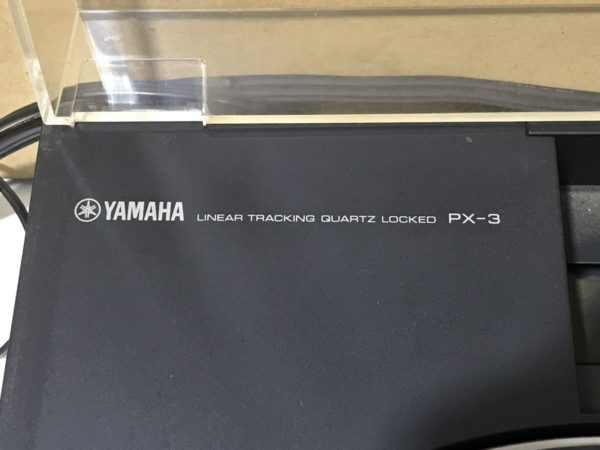 YAMAHA LINEAR TRACKING QUARTZ LOCKED PX-3